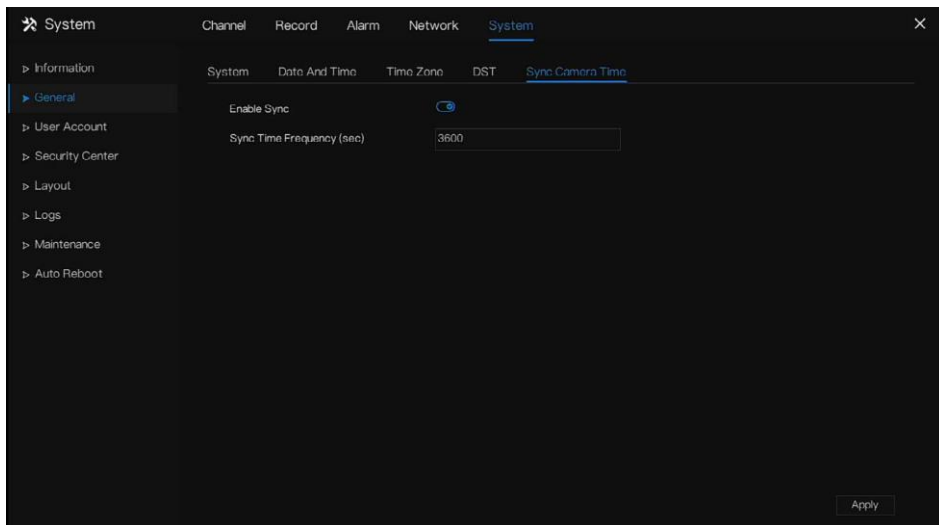 System
Channel Record Alarm Network System
Information
General
User Account
Security Center
Layout
Logs
Maintenance
Auto Reboot
System Date And Time Time Zone DST Sync Camera Time
Enable Sync
Sync Time Frequency (sec) 3600
Apply